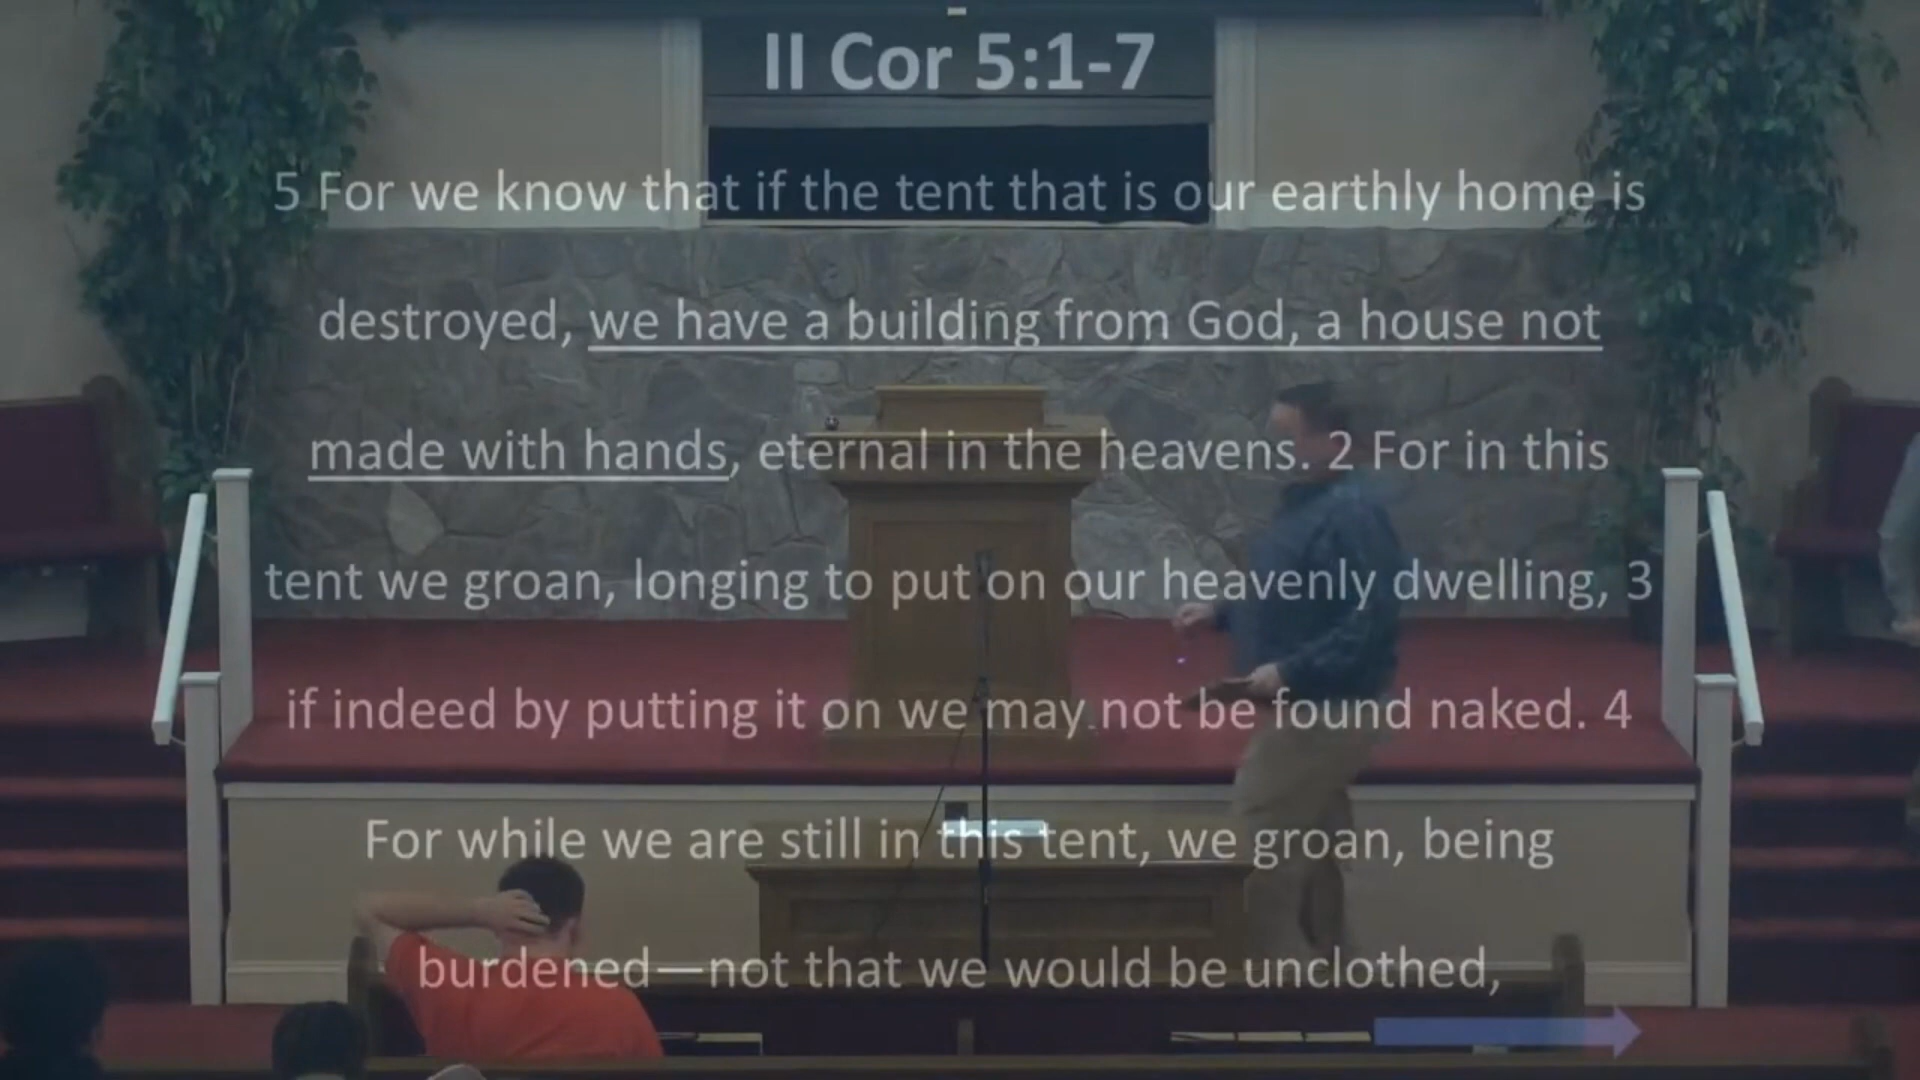 II Cor 5:1-7
5 For we know that if the tent that is our earthly home is
destroyed, we have a building from God, a house not
made with hands, eternal in the heavens. 2 For in this
tent we groan, longing to put on our heavenly dwelling, 3
if indeed by putting it on we may not be found naked. 4
For while we are still in this tent, we groan, being
burdened—not that we would be unclothed,